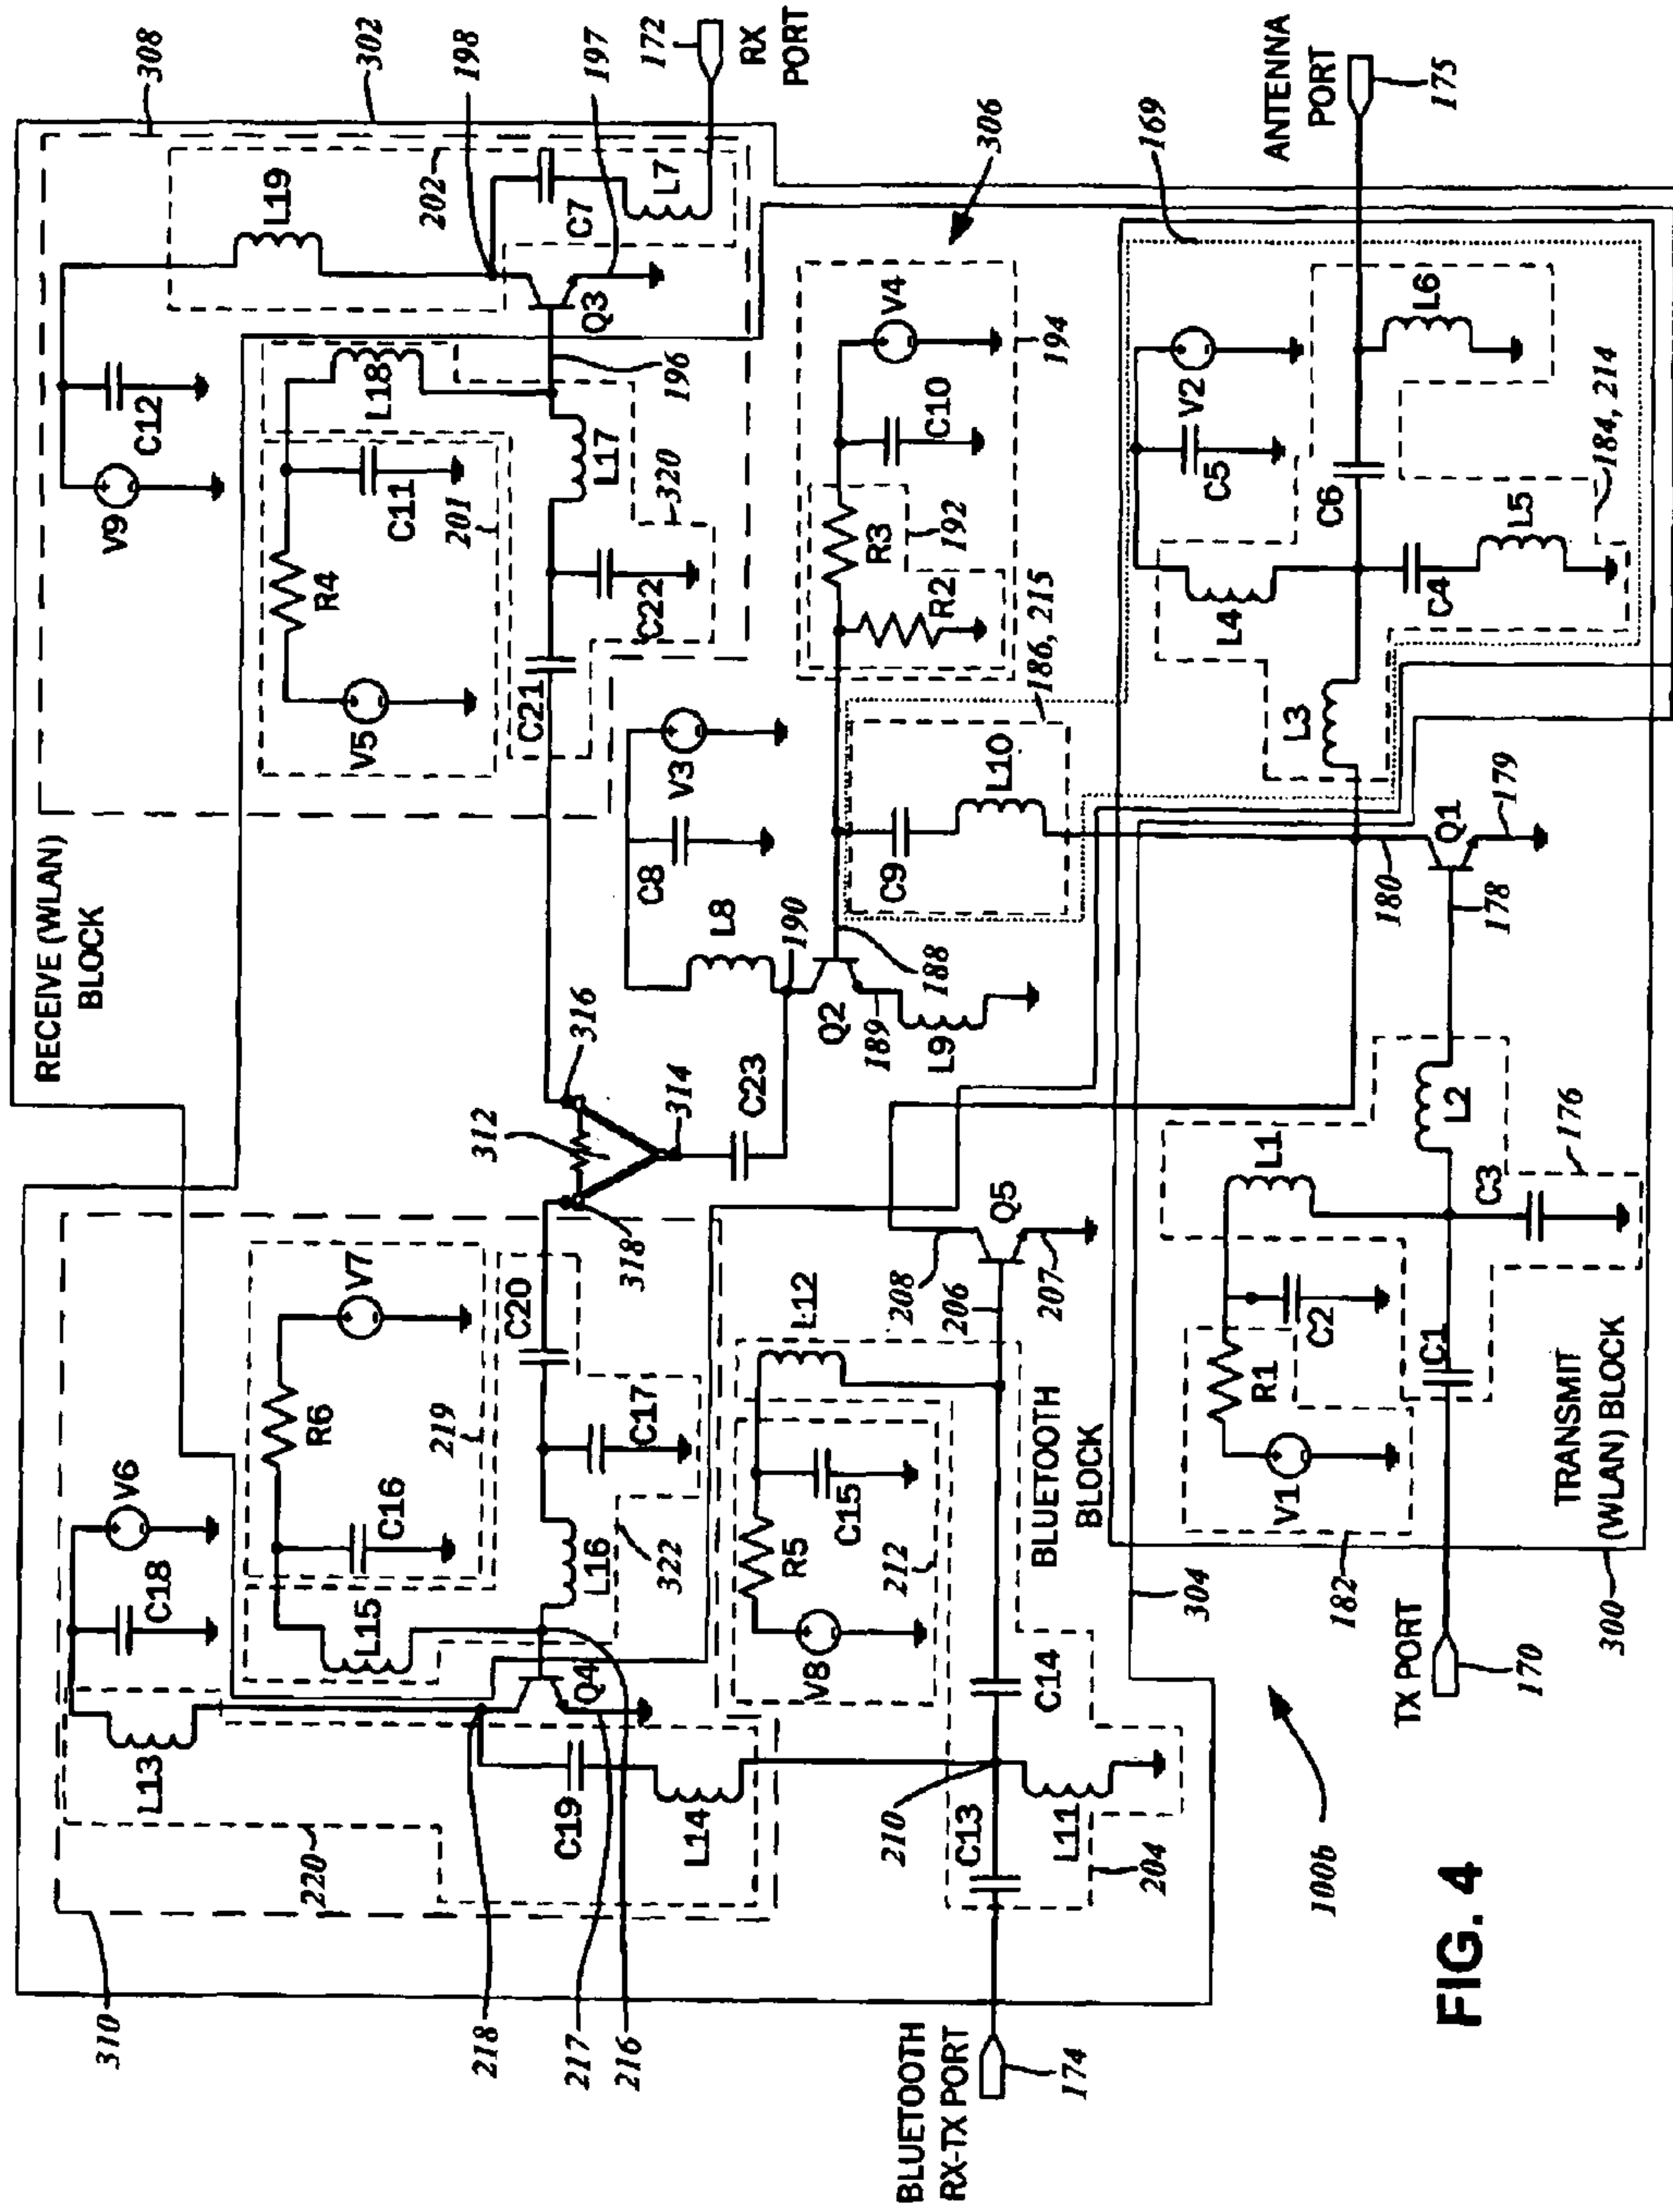 RECEIVE (WLAN)
BLOCK
308
302
198
197
172
RX
PORT
V9
C12
202
L19
C7
L7
Q3
196
L18
R4
C11
201
V5
L17
320
C22
C21
306
V4
194
C10
R3
192
R2
186, 215
V3
C8
L8
190
Q2
188
189
L9
C9
L10
316
312
314
318
C23
ANTENNA
PORT
175
169
V2
C5
L6
184, 214
C6
L5
L4
C4
L3
Q1
180
179
178
310
V6
C18
L13
220
R6
V7
C16
219
L15
L16
322
C17
C20
Q4
C19
L14
218
217
216
L12
R5
C15
212
V8
208
206
207
Q5
BLUETOOTH
BLOCK
C14
C13
210
L11
204
BLUETOOTH
RX-TX PORT
174
304
L1
L2
176
C3
C2
R1
C1
V1
182
TRANSMIT
(WLAN) BLOCK
300
TX PORT
170
100b
FIG. 4